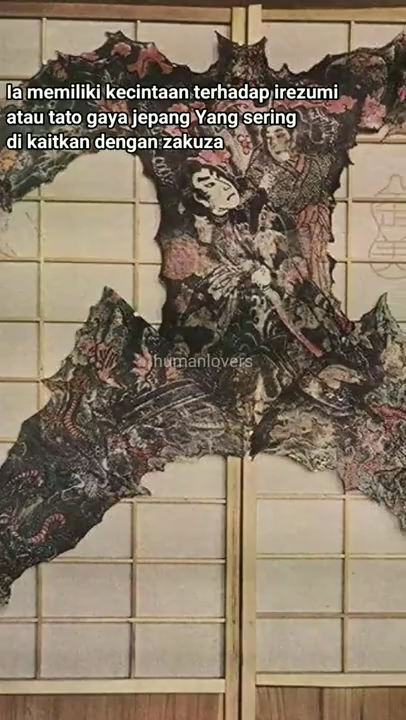 Ia memiliki kecintaan terhadap irezumi
atau tato gaya jepang Yang sering
di kaitkan dengan zakuza
humanlovers